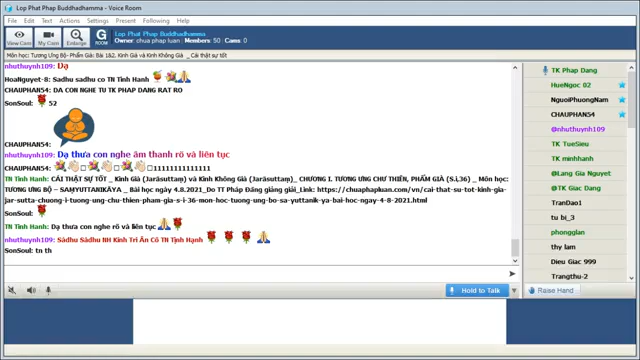 Lop Phat Phap Buddhadhamma - Voice Room
File Text Actions Settings Present Following Help
View Cam
My Cam
Enlarge
G
ROOM
Lop Phat Phap Buddhadhamma
Owner: chua phap luan : Members: 50 : Cams: 0
Môn học: Tương Ưng Bộ- Phẩm Già: Bài 1&2. Kinh Già và Kinh Không Già _ Cải thật sự tốt
nhuthuynh109: Dạ
HoaNguyet-8: Sadhu sadhu co TN Tinh Hanh
CHAUPHAN54: DA CON NGHE TU TK PHAP DANG RAT RO
SonSoul: 52
nhuthuynh109: Dạ thưa con nghe âm thanh rõ và liên tục
CHAUPHAN54: 1111111111111
TN Tinh Hanh: CÁI THẬT SỰ TỐT _ Kinh Già (Jarāsuttaṃ) và Kinh Không Già (Jarāsuttaṃ)_ CHƯƠNG I. TƯƠNG ƯNG CHƯ THIÊN, PHẨM GIÀ (S.i,36) _ Môn học:
TƯƠNG ƯNG BỘ – SAṂYUTTANIKĀYA _ Bài học ngày 4.8.2021_Do TT Pháp Đăng giảng giải_Link: https://chuaphapluan.com/vn/cai-that-su-tot-kinh-gia-
jar-sutta-chuong-i-tuong-ung-chu-thien-pham-gia-s-i-36-mon-hoc-tuong-ung-bo-sa-yuttanik-ya-bai-hoc-ngay-4-8-2021.html
SonSoul:
TN Tinh Hanh: Dạ thưa con nghe rõ và liên tục
nhuthuynh109: Sādhu Sādhu NH Kinh Tri Ân Cô TN Tịnh Hạnh
SonSoul: tn th
TK Phap Dang
HueNgoc 02
NguoiPhuongNam
CHAUPHAN54
@nhuthuynh109
TK TueSieu
TK minhhanh
@Lang Gia Nguyet
@TK Giac Dang
TranDao1
tu bi_3
phongglan
thy lam
Dieu Giac 999
Trangthu-2
Hold to Talk
Raise Hand